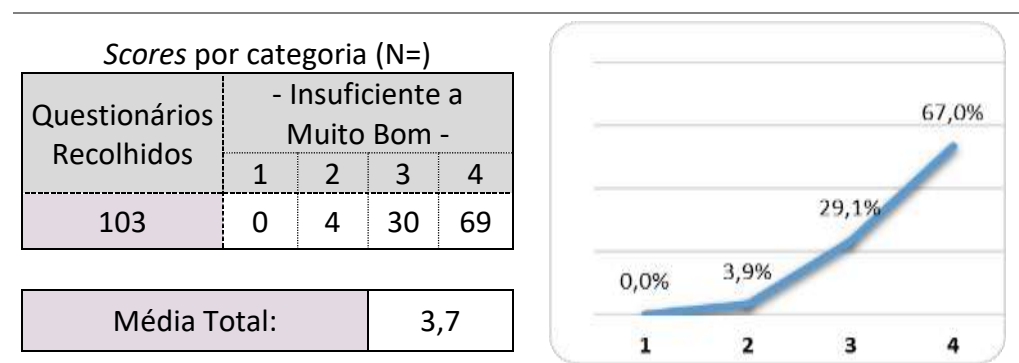 Scores por categoria (N=)
Questionários Recolhidos
- Insuficiente a
Muito Bom -
1 2 3 4
103 0 4 30 69
Média Total: 3,7
67,0%
29,1%
3,9%
0,0%
1 2 3 4